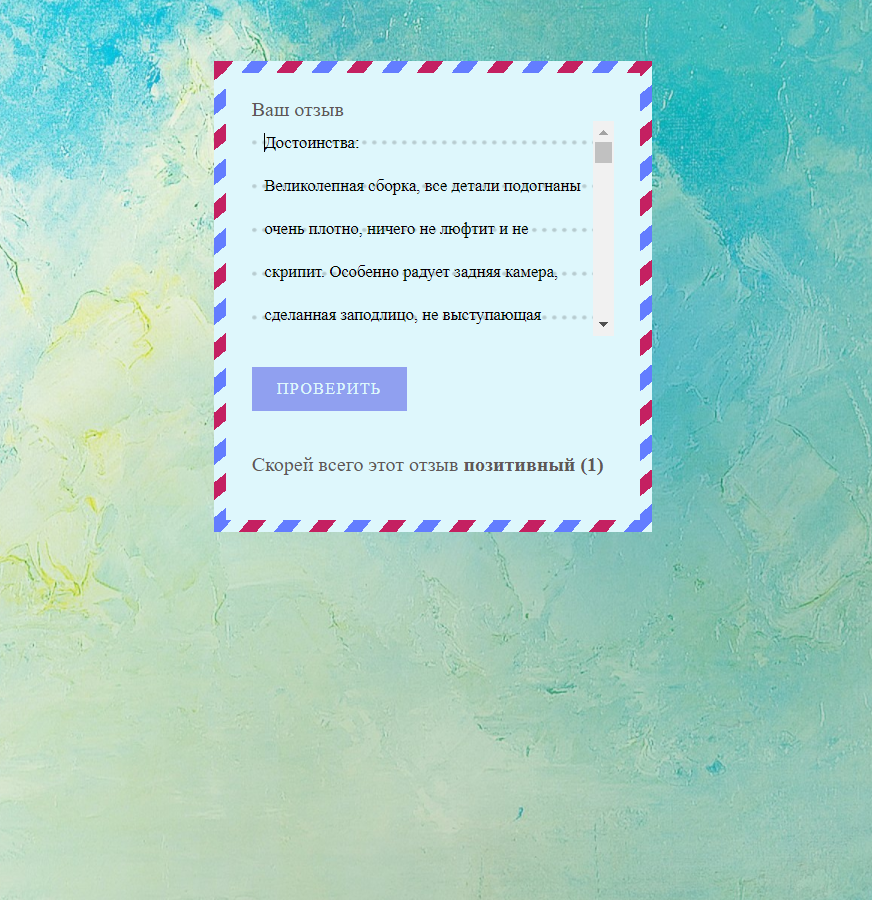 Ваш отзыв
Достоинства:
Великолепная сборка, все детали подогнаны
очень плотно, ничего не люфтит и не
скрипит. Особенно радует задняя камера,
сделанная заподлицо, не выступающая
ПРОВЕРИТЬ
Скорей всего этот отзыв позитивный (1)